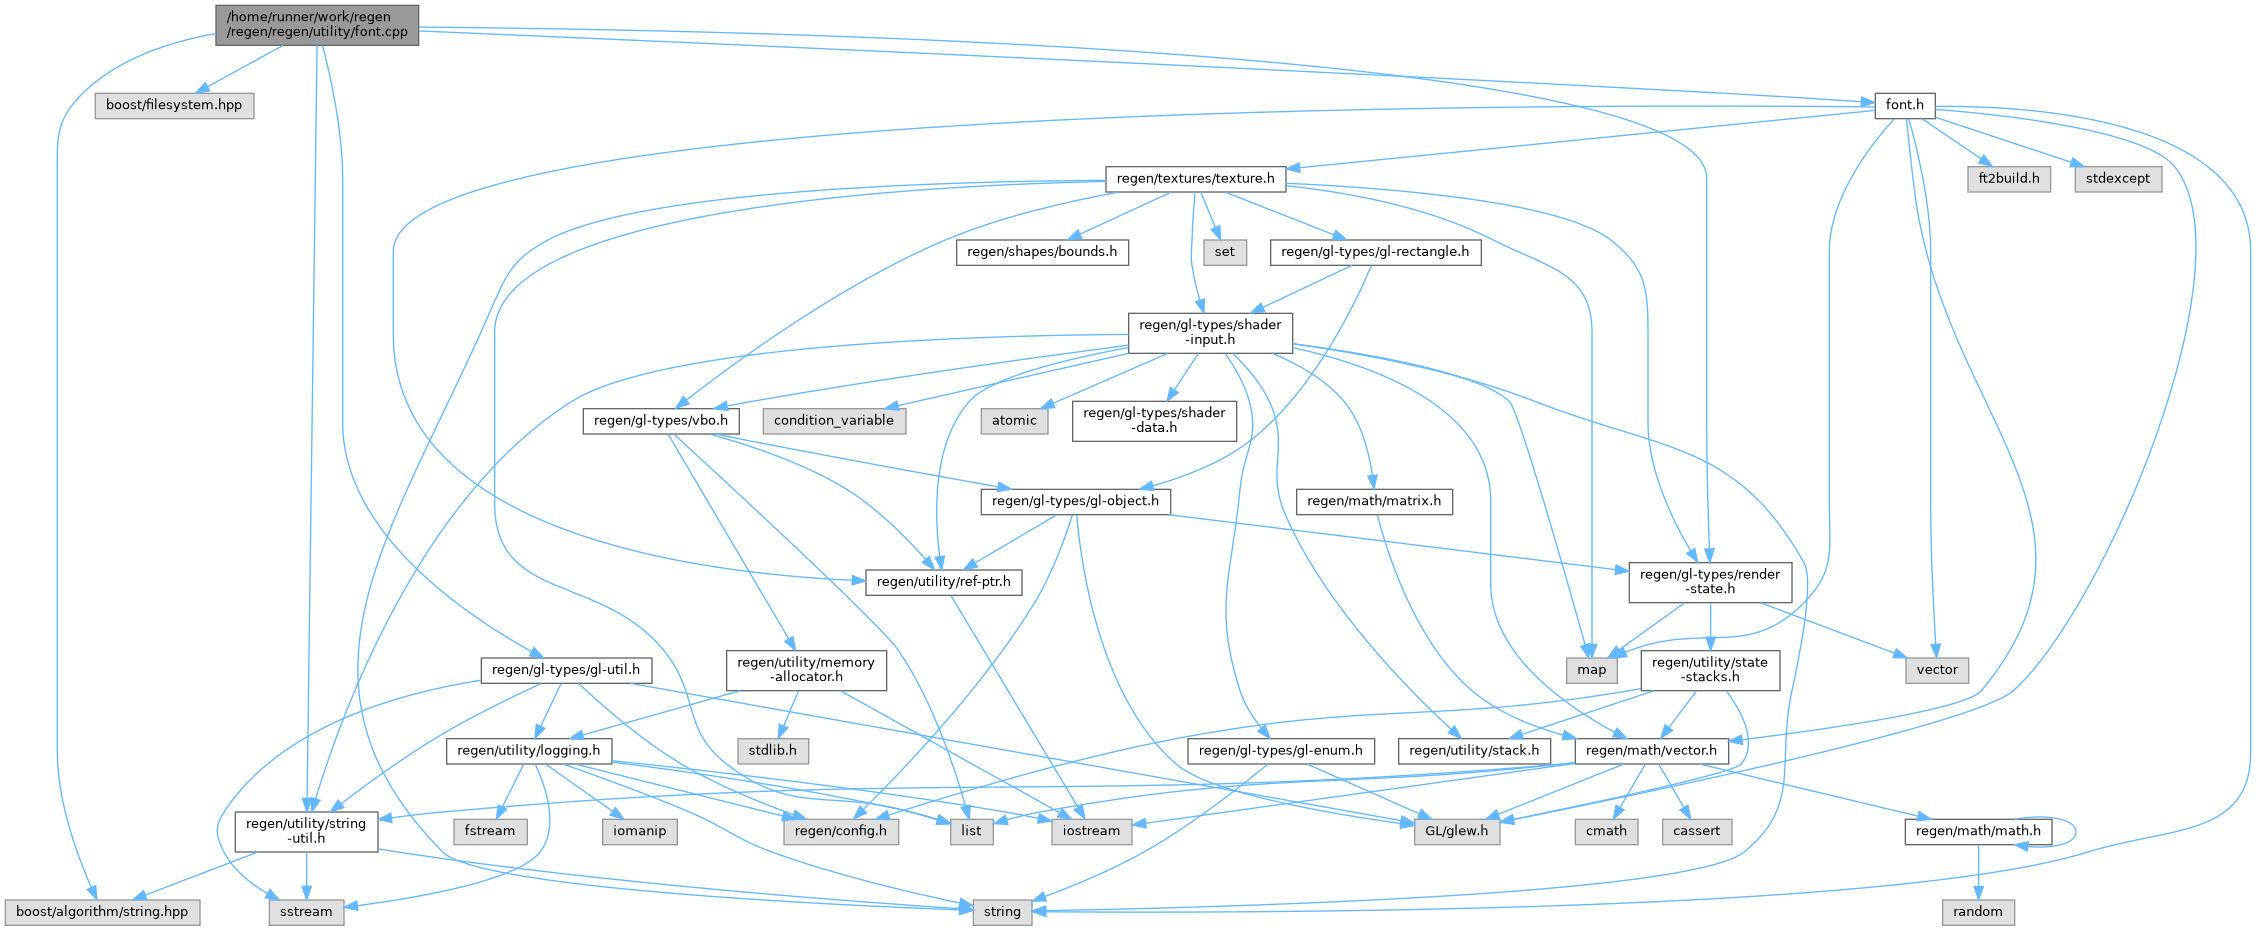 /home/runner/work/regen
/regen/regen/utility/font.cpp
boost/filesystem.hpp
font.h
regen/textures/texture.h
ft2build.h
stdexcept
regen/shapes/bounds.h
set
regen/gl-types/gl-rectangle.h
regen/gl-types/shader
-input.h
regen/gl-types/vbo.h
condition_variable
atomic
regen/gl-types/shader
-data.h
regen/gl-types/gl-object.h
regen/math/matrix.h
regen/utility/ref-ptr.h
regen/gl-types/render
-state.h
regen/gl-types/gl-util.h
regen/utility/memory
-allocator.h
map
regen/utility/state
-stacks.h
vector
regen/utility/logging.h
stdlib.h
regen/gl-types/gl-enum.h
regen/utility/stack.h
regen/math/vector.h
regen/utility/string
-util.h
fstream
iomanip
regen/config.h
list
iostream
GL/glew.h
cmath
cassert
regen/math/math.h
boost/algorithm/string.hpp
sstream
string
random